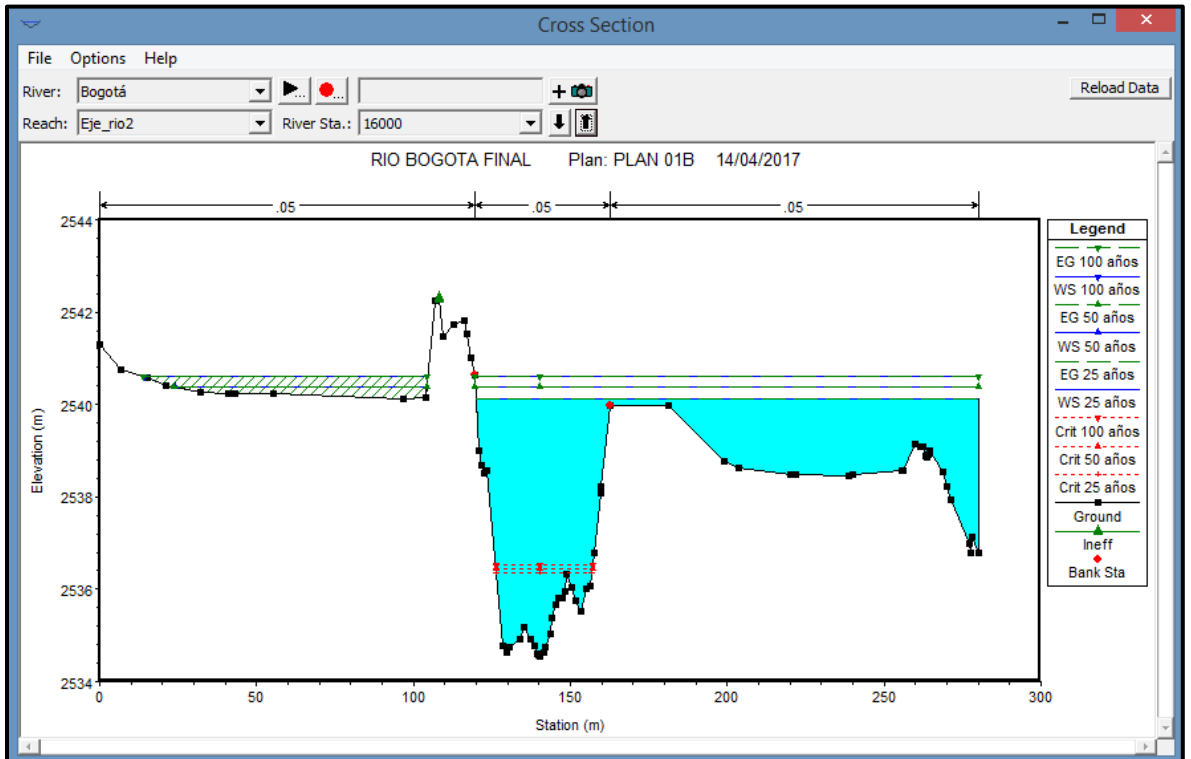 Cross Section
File Options Help
River: Bogotá
Reload Data
Reach: Eje_rio2 River Sta.: 16000
RIO BOGOTA FINAL Plan: PLAN 01B 14/04/2017
.05 .05 .05
2544
2542
2540
2538
2536
2534
Elevation (m)
0 50 100 150 200 250 300
Station (m)
Legend
EG 100 años
WS 100 años
EG 50 años
WS 50 años
EG 25 años
WS 25 años
Crit 100 años
Crit 50 años
Crit 25 años
Ground
Ineff
Bank Sta